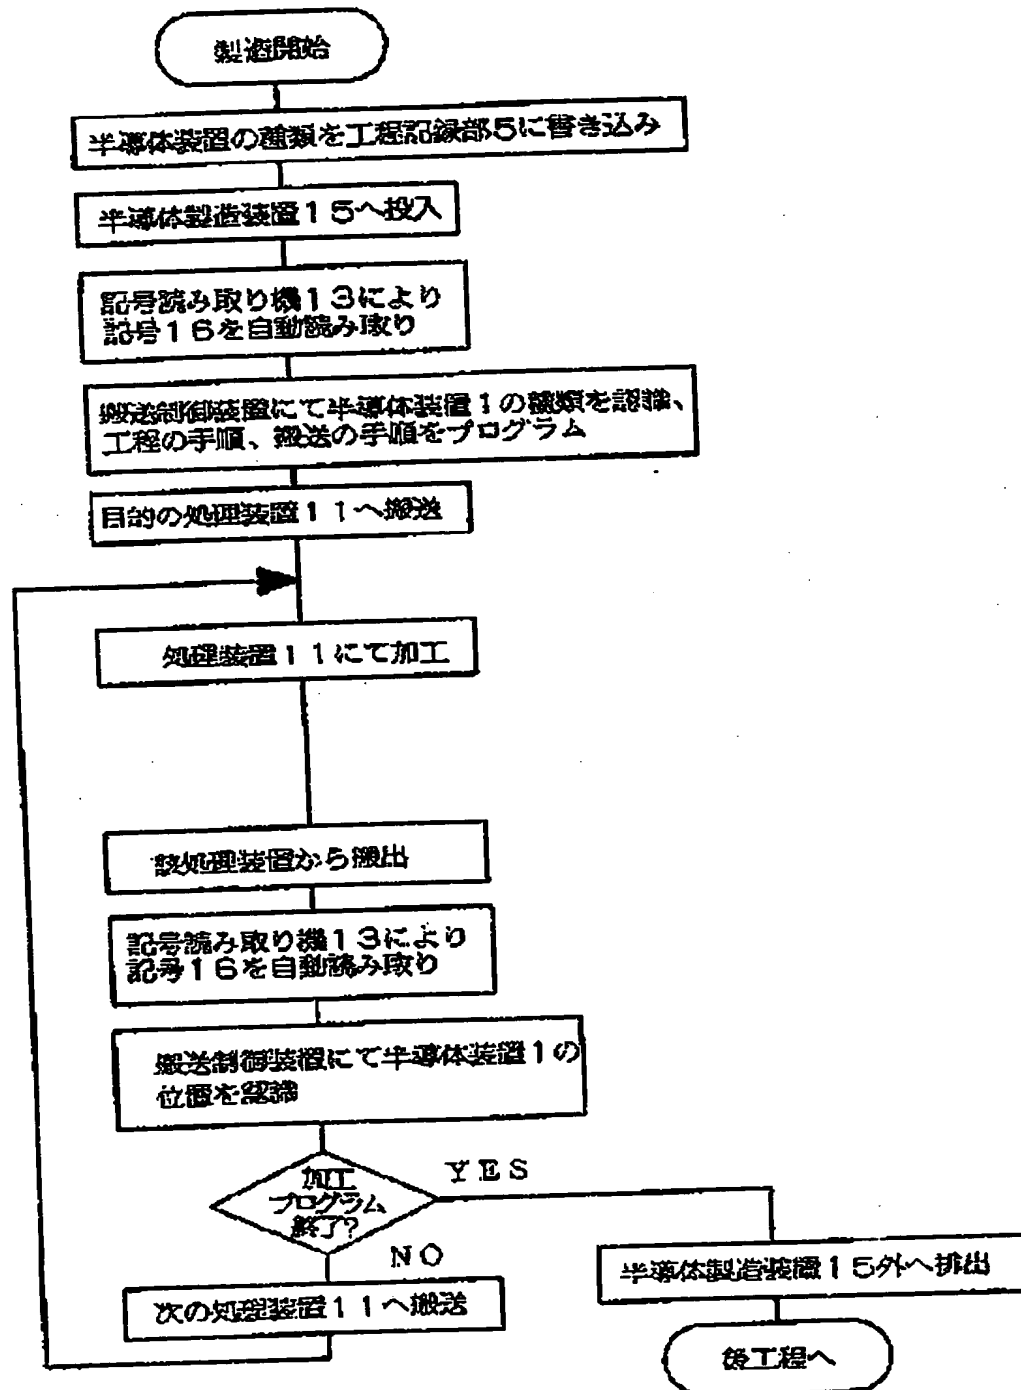 製造開始
半導体装置の種類を工程記録部5に書き込み
半導体製造装置15へ投入
記号読み取り機13により
記号16を自動読み取り
搬送制御装置にて半導体装置1の種類を認識、
工程の手順、搬送の手順をプログラム
目的の処理装置11へ搬送
処理装置11にて加工
該処理装置から搬出
記号読み取り機13により
記号16を自動読み取り
搬送制御装置にて半導体装置1の
位置を認識
加工
プログラム
終了?
YES
NO
半導体製造装置15外へ排出
次の処理装置11へ搬送
後工程へ